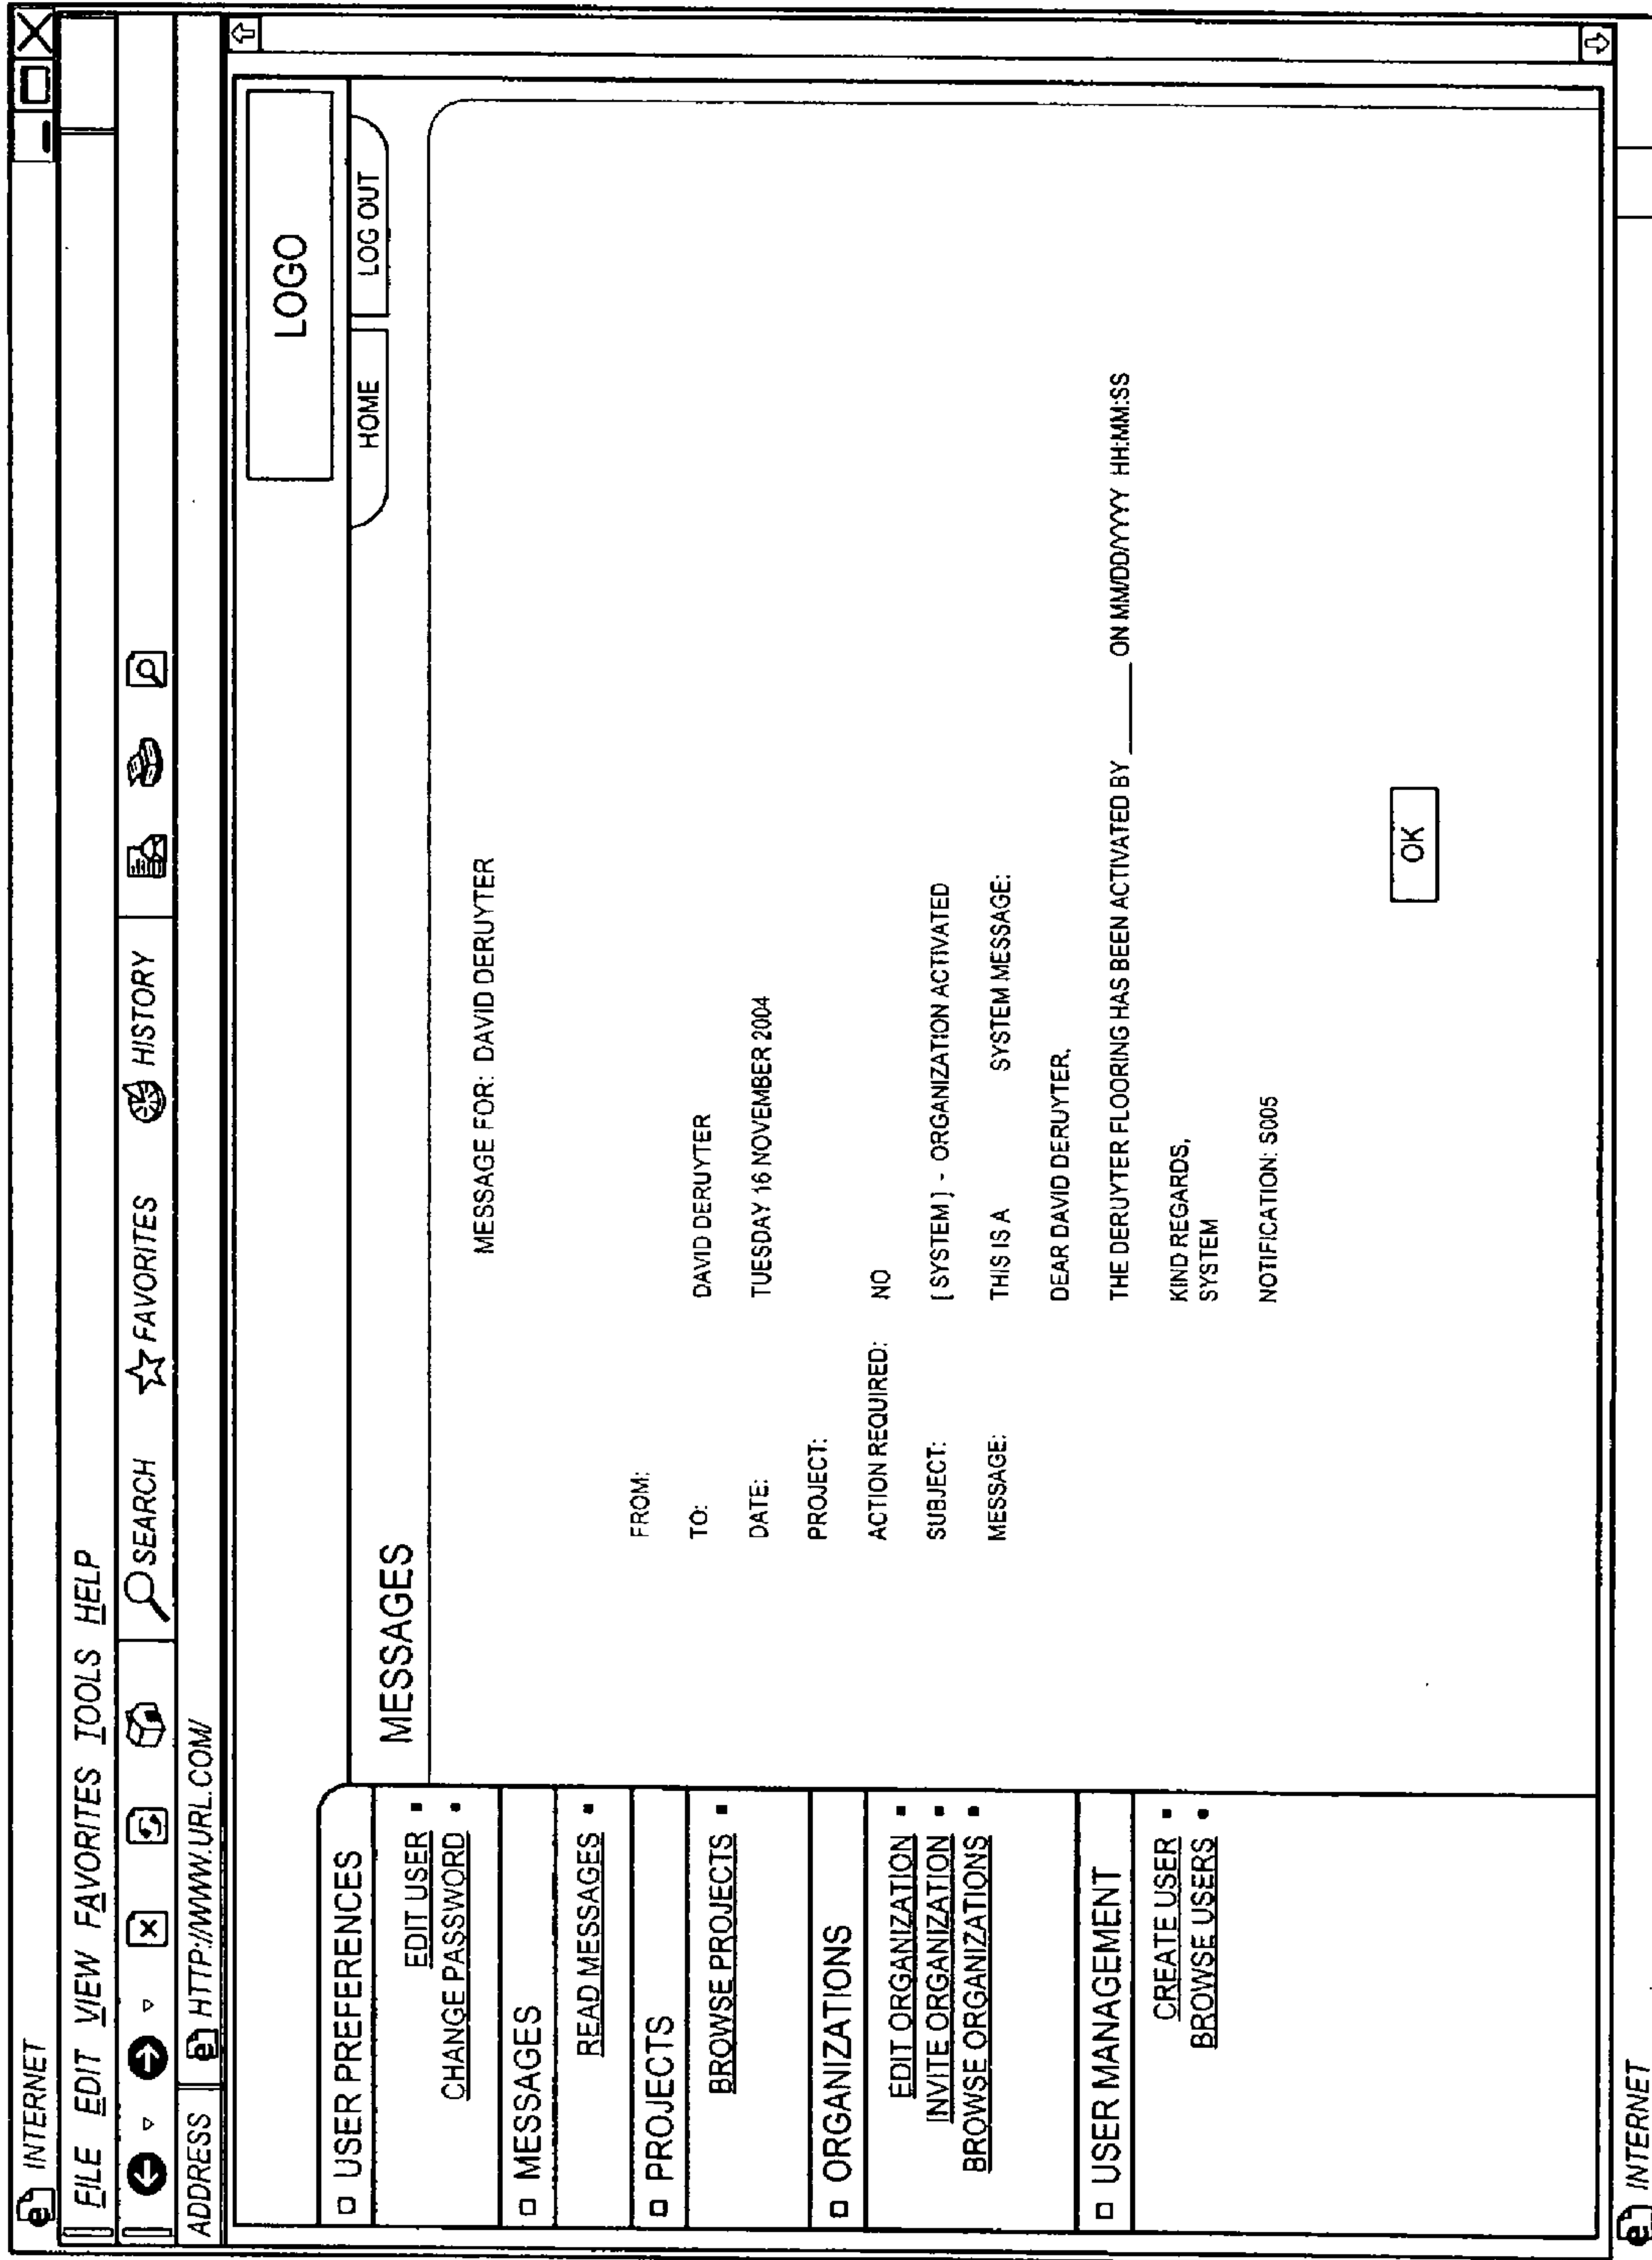 INTERNET
FILE EDIT VIEW FAVORITES TOOLS HELP
SEARCH FAVORITES HISTORY
ADDRESS HTTP://WWW.URL.COM/
LOGO
HOME LOG OUT
USER PREFERENCES
EDIT USER
CHANGE PASSWORD
MESSAGES
READ MESSAGES
PROJECTS
BROWSE PROJECTS
ORGANIZATIONS
EDIT ORGANIZATION
INVITE ORGANIZATION
BROWSE ORGANIZATIONS
USER MANAGEMENT
CREATE USER
BROWSE USERS
MESSAGES
MESSAGE FOR: DAVID DERUYTER
FROM:
TO: DAVID DERUYTER
DATE: TUESDAY 16 NOVEMBER 2004
PROJECT:
ACTION REQUIRED: NO
SUBJECT: [ SYSTEM ] - ORGANIZATION ACTIVATED
MESSAGE: THIS IS A SYSTEM MESSAGE:
DEAR DAVID DERUYTER,
THE DERUYTER FLOORING HAS BEEN ACTIVATED BY ______ ON MM/DD/YYYY HH:MM:SS
KIND REGARDS,
SYSTEM
NOTIFICATION: S005
OK
INTERNET